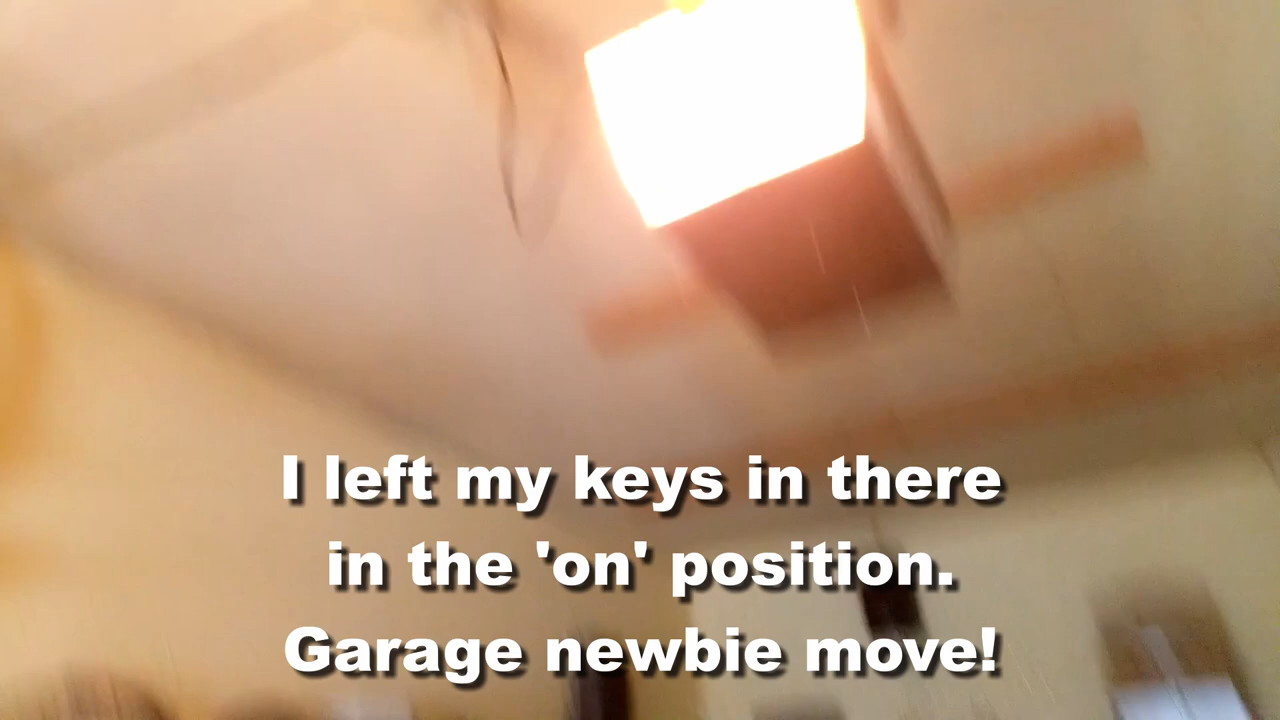 I left my keys in there
in the 'on' position.
Garage newbie move!